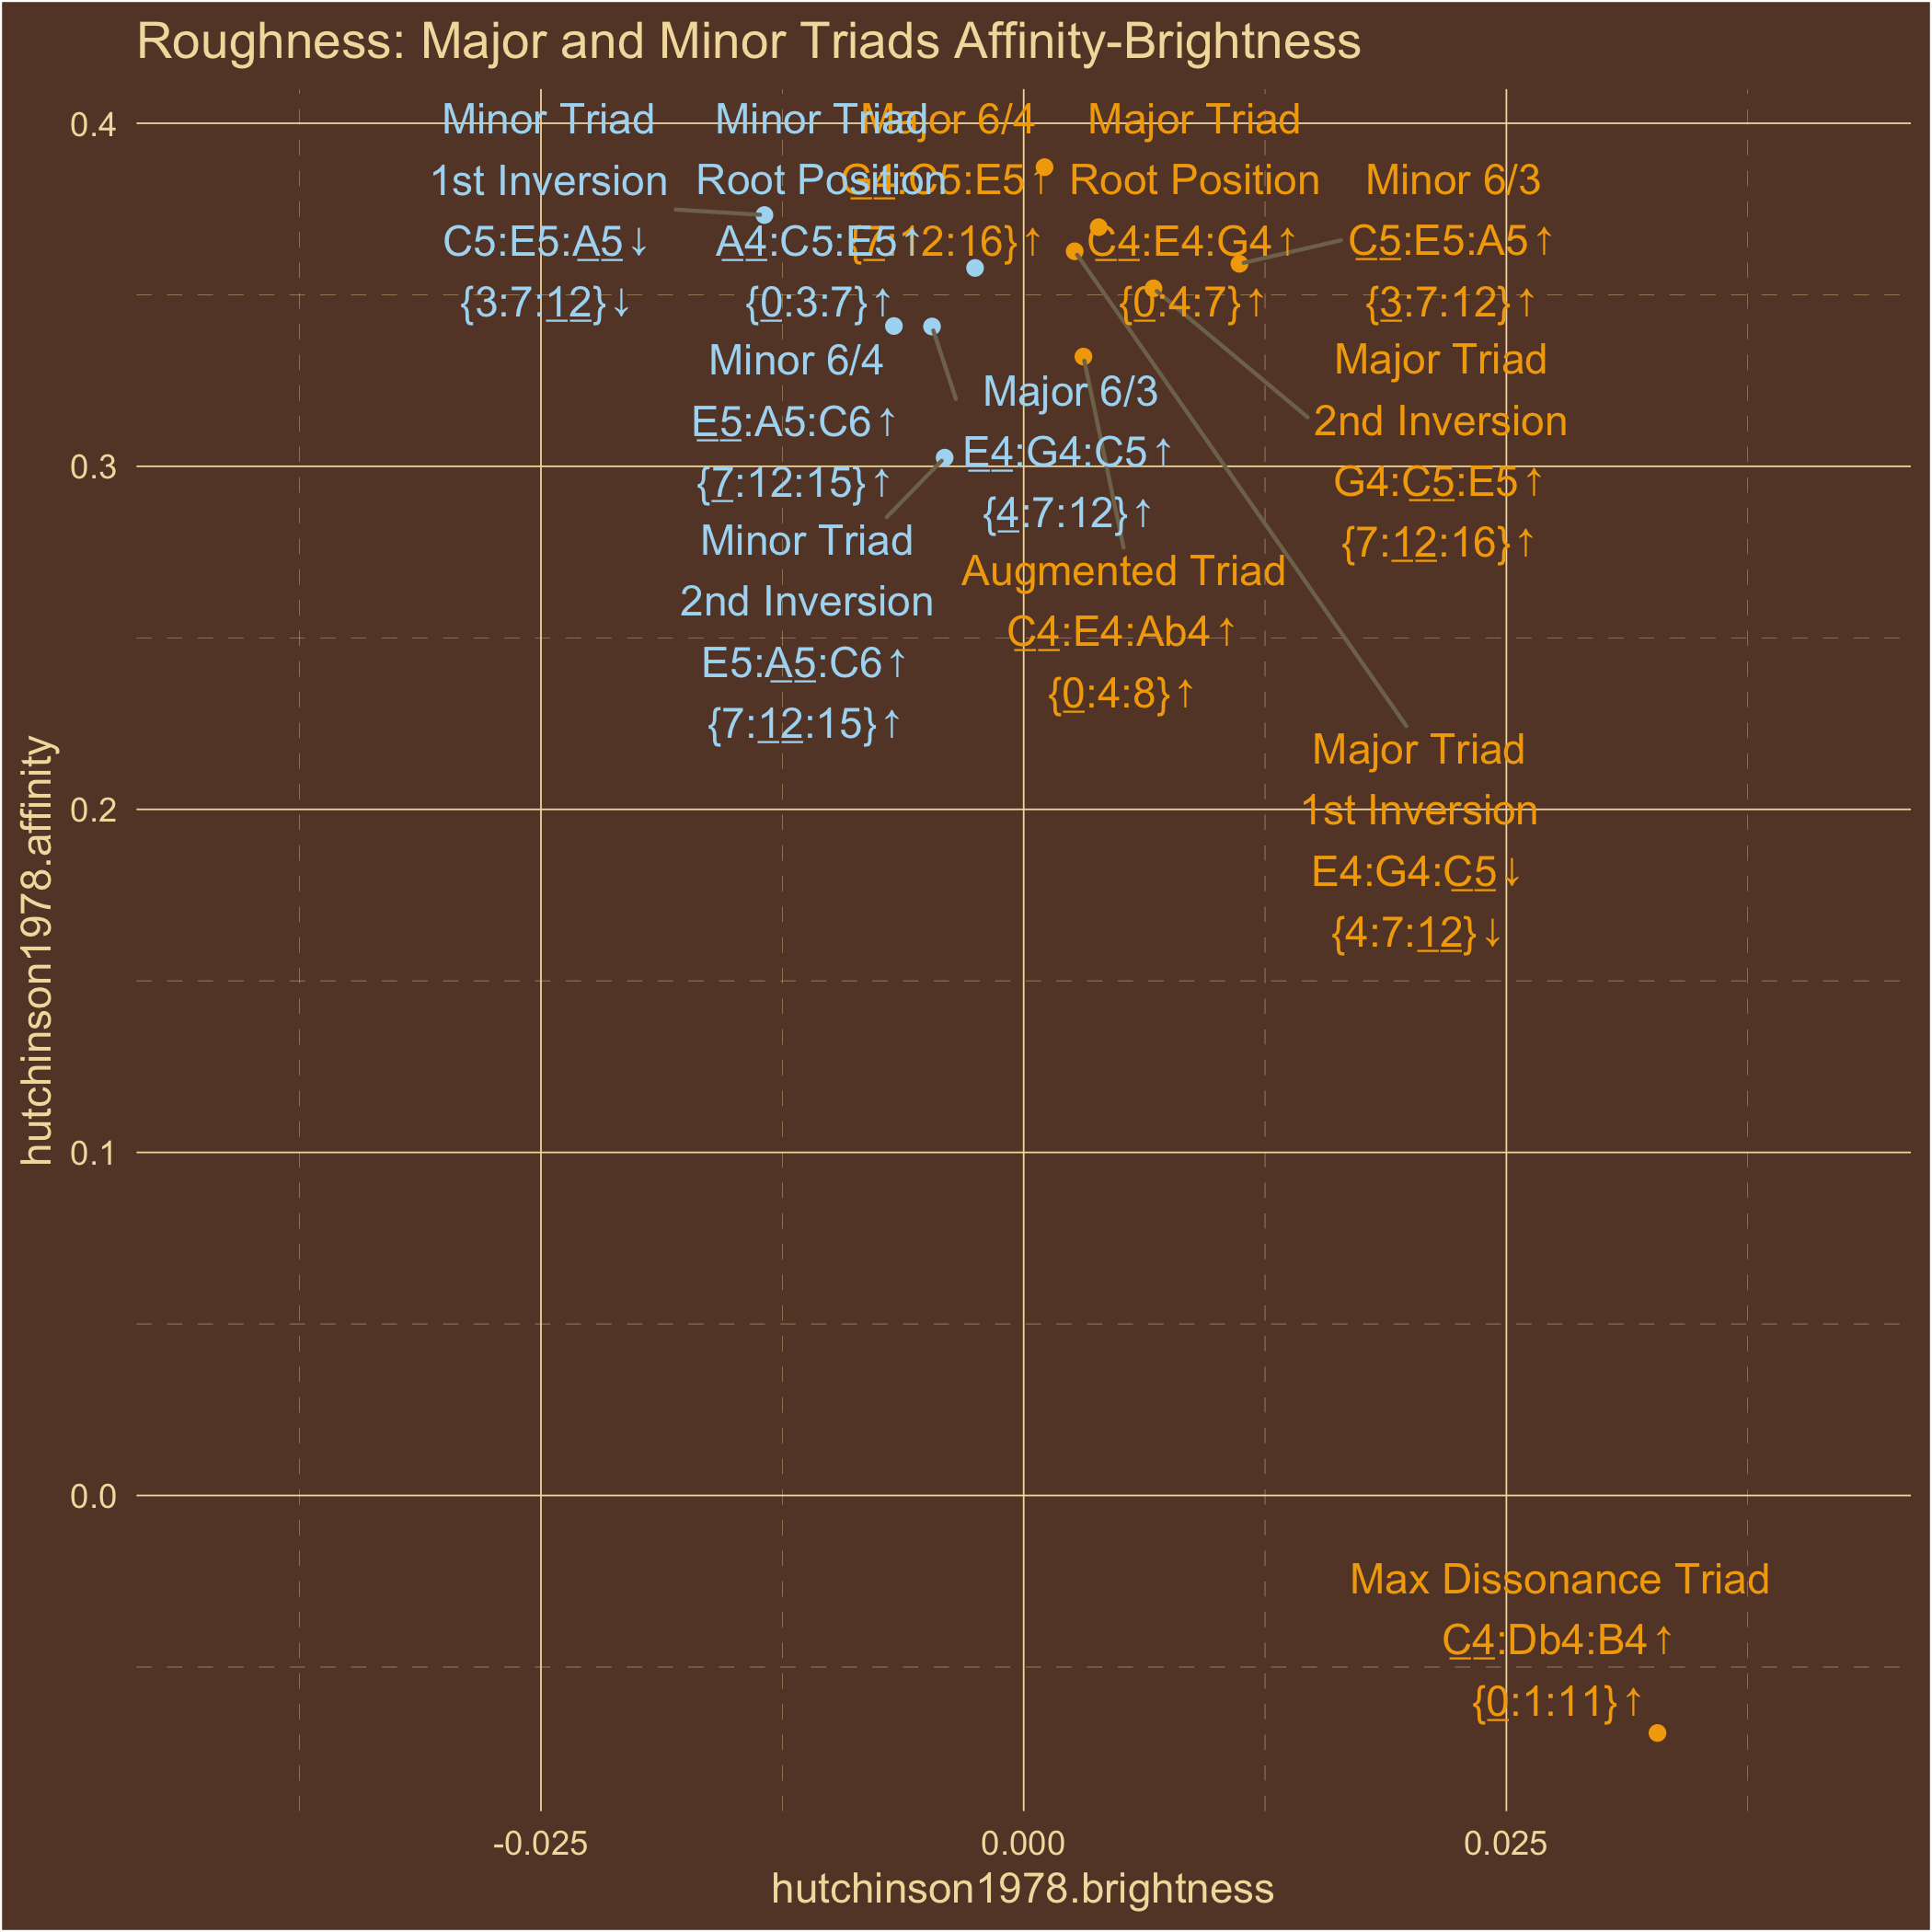 Roughness: Major and Minor Triads Affinity-Brightness
Minor Triad
1st Inversion
C5:E5:A5↓
{3:7:12}↓
Minor Triad
Root Position
A4:C5:E5↑
{0:3:7}↑
Major 6/4
G4:C5:E5↑
{7:12:16}↑
Major Triad
Root Position
C4:E4:G4↑
{0:4:7}↑
Minor 6/3
C5:E5:A5↑
{3:7:12}↑
Minor 6/4
E5:A5:C6↑
{7:12:15}↑
Major 6/3
E4:G4:C5↑
{4:7:12}↑
Major Triad
2nd Inversion
G4:C5:E5↑
{7:12:16}↑
Minor Triad
2nd Inversion
E5:A5:C6↑
{7:12:15}↑
Augmented Triad
C4:E4:Ab4↑
{0:4:8}↑
Major Triad
1st Inversion
E4:G4:C5↓
{4:7:12}↓
Max Dissonance Triad
C4:Db4:B4↑
{0:1:11}↑
0.4
0.3
0.2
0.1
0.0
hutchinson1978.affinity
-0.025
0.000
0.025
hutchinson1978.brightness